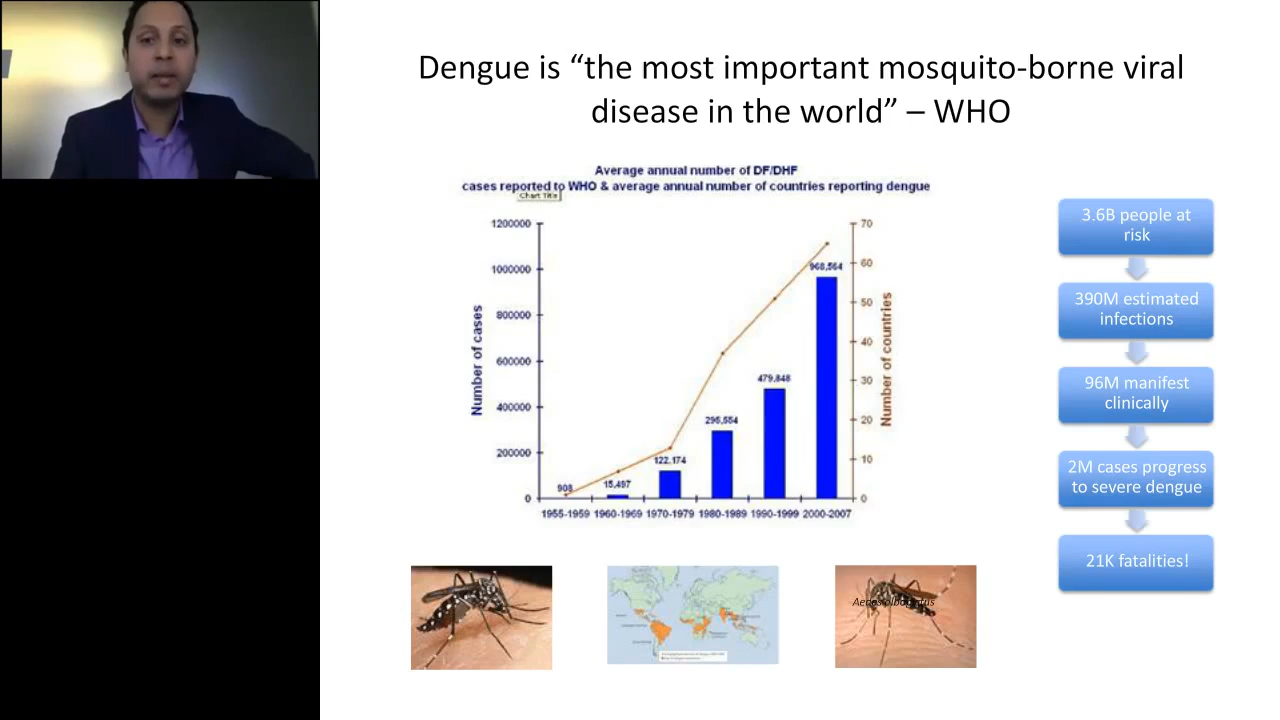 Dengue is “the most important mosquito-borne viral
disease in the world” – WHO
Average annual number of DF/DHF
cases reported to WHO & average annual number of countries reporting dengue
Chart Title
Number of cases
1200000
1000000
800000
600000
400000
200000
0
908
15,497
122,174
295,554
479,848
968,564
70
60
50
40
30
20
10
0
Number of countries
1955-1959 1960-1969 1970-1979 1980-1989 1990-1999 2000-2007
3.6B people at
risk
390M estimated
infections
96M manifest
clinically
2M cases progress
to severe dengue
21K fatalities!